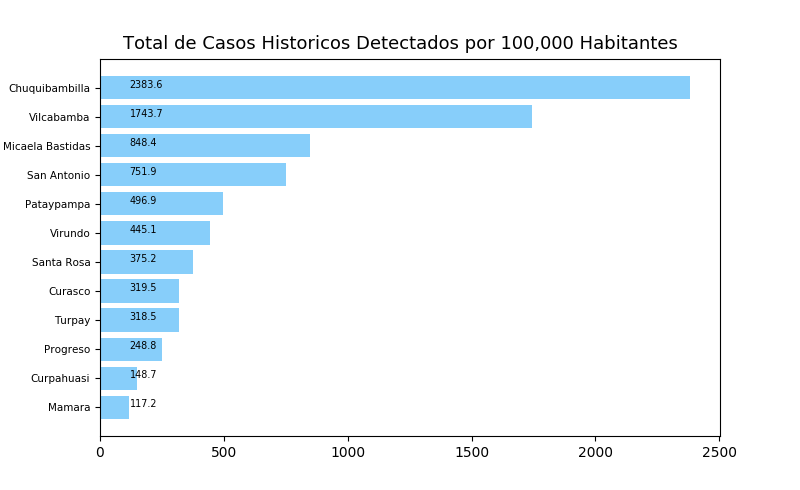 Total de Casos Historicos Detectados por 100,000 Habitantes
Chuquibambilla 2383.6
Vilcabamba 1743.7
Micaela Bastidas 848.4
San Antonio 751.9
Pataypampa 496.9
Virundo 445.1
Santa Rosa 375.2
Curasco 319.5
Turpay 318.5
Progreso 248.8
Curpahuasi 148.7
Mamara 117.2
0 500 1000 1500 2000 2500